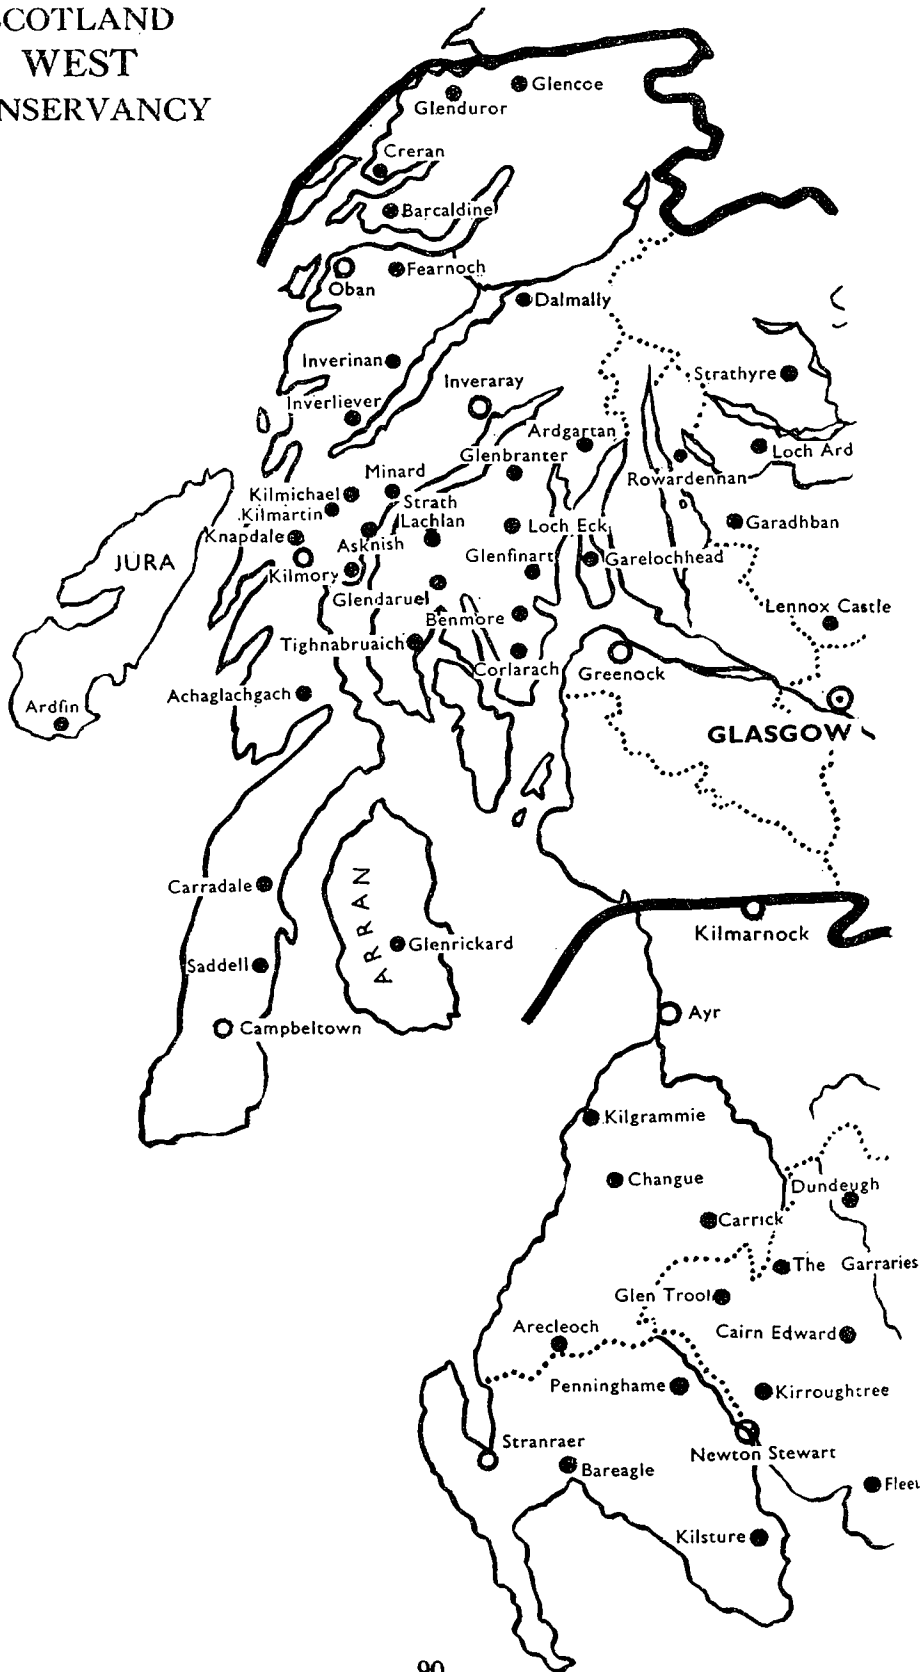 SCOTLAND
WEST
CONSERVANCY
Glencoe
Glenduror
Creran
Barcaldine
Fearnoch
Oban
Dalmally
Inverinan
Strathyre
Inveraray
Inverliever
Ardgartan
Loch Ard
Glenbranter
Minard
Rowardennan
Kilmichael
Strath
Lachlan
Kilmartin
Loch Eck
Garadhban
Knapdale
Asknish
JURA
Glenfinart
Garelochhead
Kilmory
Glendaruel
Lennox Castle
Benmore
Tighnabruaich
Corlarach
Greenock
Achaglachgach
Ardfin
GLASGOW
Carradale
ARRAN
Kilmarnock
Glenrickard
Saddell
Ayr
Campbeltown
Kilgrammie
Changue
Dundeugh
Carrick
The Garraries
Glen Trool
Arecleoch
Cairn Edward
Penninghame
Kirroughtree
Stranraer
Newton Stewart
Bareagle
Fleet
Kilsture
90